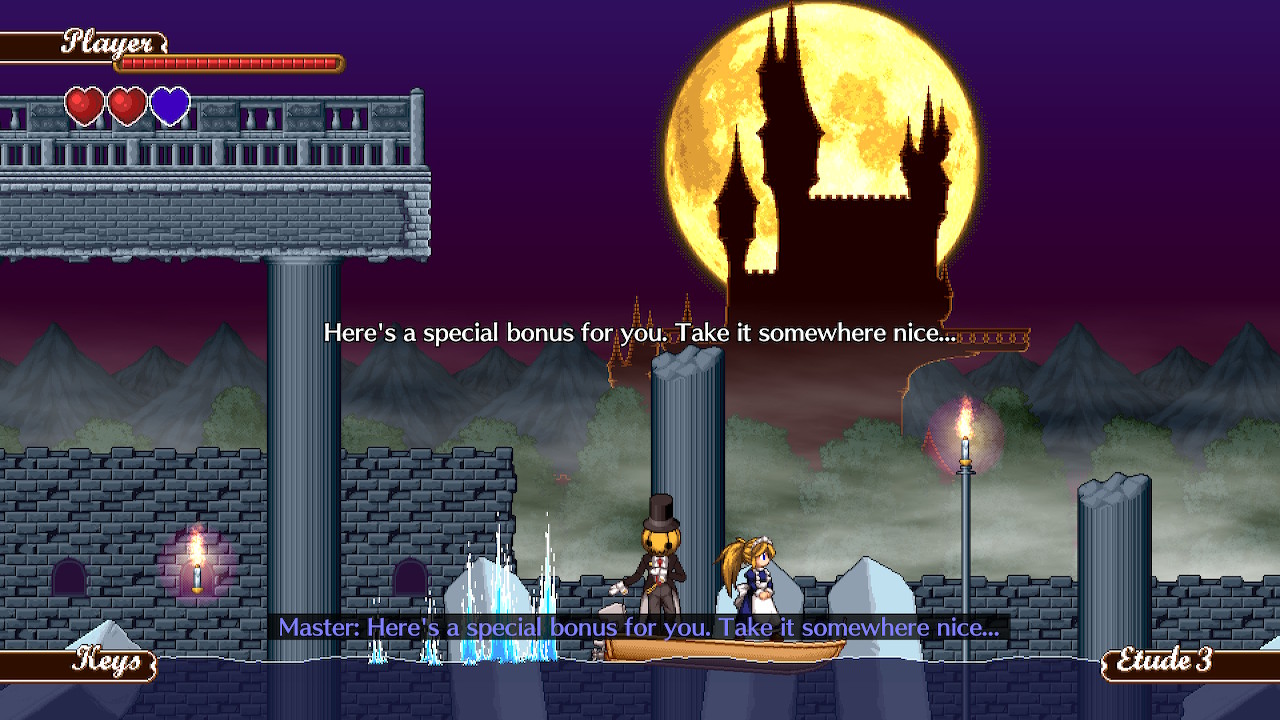 Player
Here's a special bonus for you. Take it somewhere nice...
Master: Here's a special bonus for you. Take it somewhere nice...
Keys
Etude 3